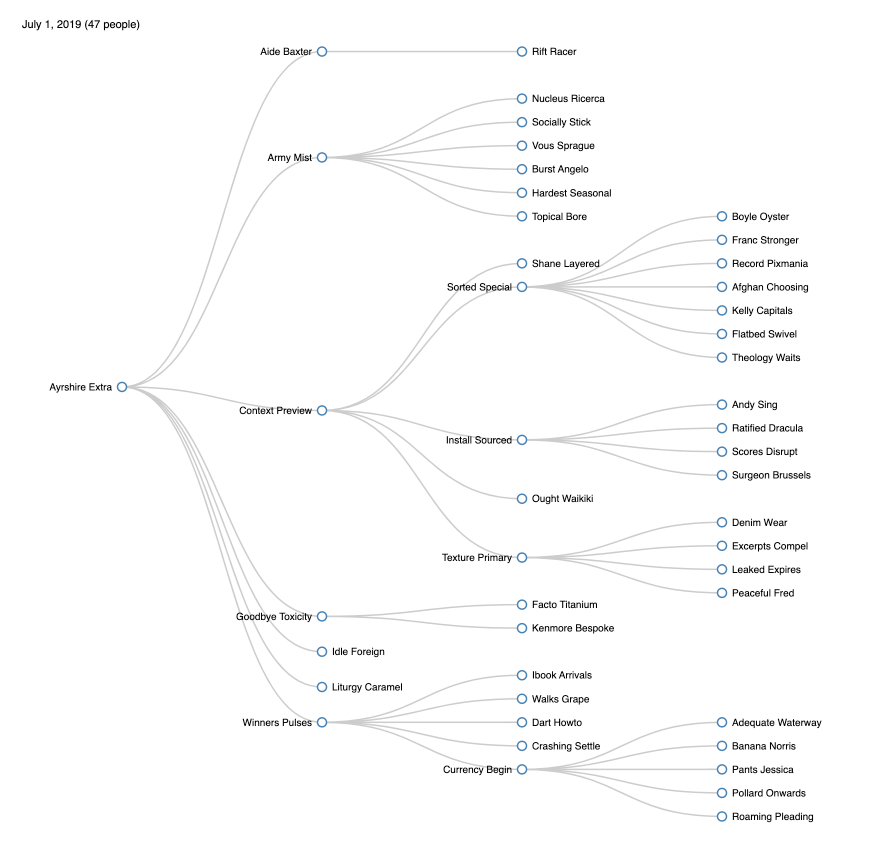 July 1, 2019 (47 people)
Aide Baxter
Rift Racer
Nucleus Ricerca
Socially Stick
Vous Sprague
Army Mist
Burst Angelo
Hardest Seasonal
Topical Bore
Boyle Oyster
Franc Stronger
Shane Layered
Record Pixmania
Sorted Special
Afghan Choosing
Kelly Capitals
Flatbed Swivel
Theology Waits
Ayrshire Extra
Context Preview
Andy Sing
Ratified Dracula
Install Sourced
Scores Disrupt
Surgeon Brussels
Ought Waikiki
Denim Wear
Excerpts Compel
Texture Primary
Leaked Expires
Peaceful Fred
Facto Titanium
Goodbye Toxicity
Kenmore Bespoke
Idle Foreign
Ibook Arrivals
Liturgy Caramel
Walks Grape
Winners Pulses
Dart Howto
Adequate Waterway
Crashing Settle
Banana Norris
Currency Begin
Pants Jessica
Pollard Onwards
Roaming Pleading